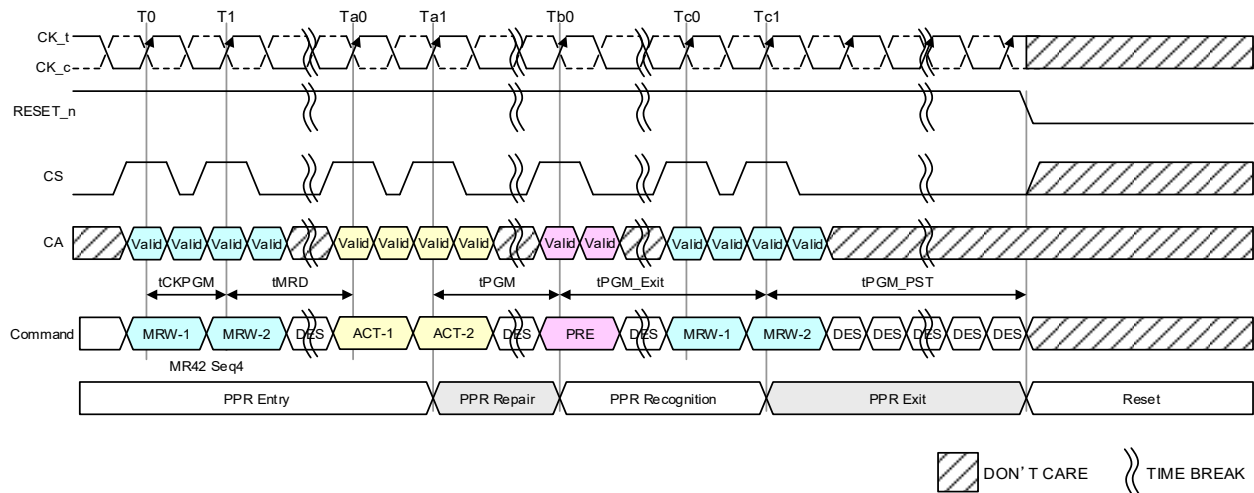 T0 T1 Ta0 Ta1 Tb0 Tc0 Tc1
CK_t
CK_c
RESET_n
CS
CA Valid Valid Valid Valid Valid Valid Valid Valid Valid Valid Valid Valid Valid Valid
tCKPGM tMRD tPGM tPGM_Exit tPGM_PST
Command MRW-1 MRW-2 DES ACT-1 ACT-2 DES PRE DES MRW-1 MRW-2 DES DES DES DES DES
MR42 Seq4
PPR Entry PPR Repair PPR Recognition PPR Exit Reset
DON'T CARE TIME BREAK